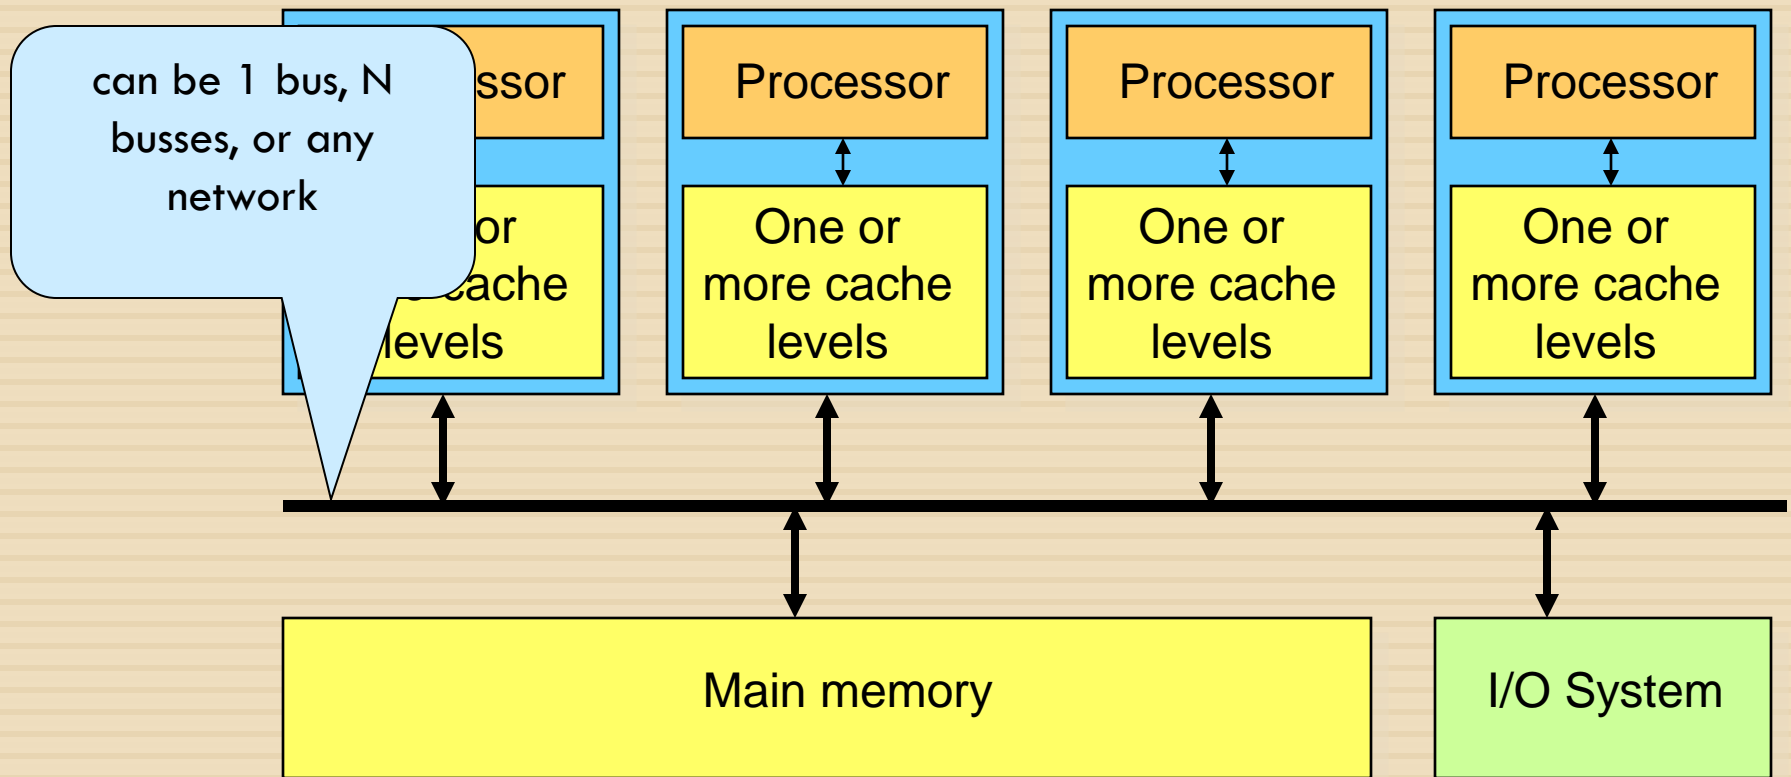 can be 1 bus, N
busses, or any
network
ssor
or
cache
levels
Processor
One or
more cache
levels
Processor
One or
more cache
levels
Processor
One or
more cache
levels
Main memory
I/O System